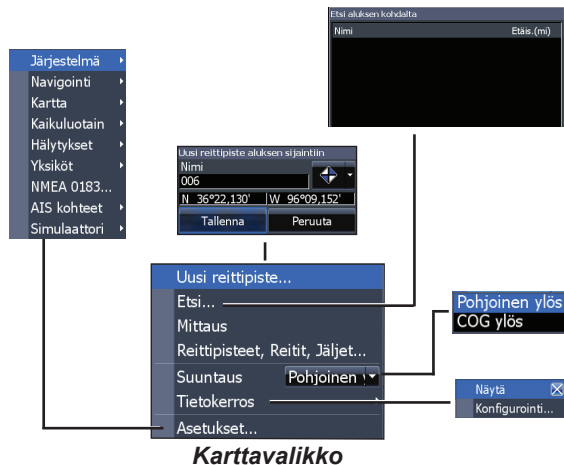 Etsi aluksen kohdalta
Nimi Etäis.(mi)
Järjestelmä
Navigointi
Kartta
Kaikuluotain
Hälytykset
Yksiköt
NMEA 0183...
AIS kohteet
Simulaattori
Uusi reittipiste aluksen sijaintiin
Nimi
006
N 36°22,130' W 96°09,152'
Tallenna Peruuta
Uusi reittipiste...
Etsi...
Mittaus
Reittipisteet, Reitit, Jäljet...
Suuntaus Pohjoinen
Tietokerros
Asetukset...
Pohjoinen ylös
COG ylös
Näytä
Konfigurointi...
Karttavalikko